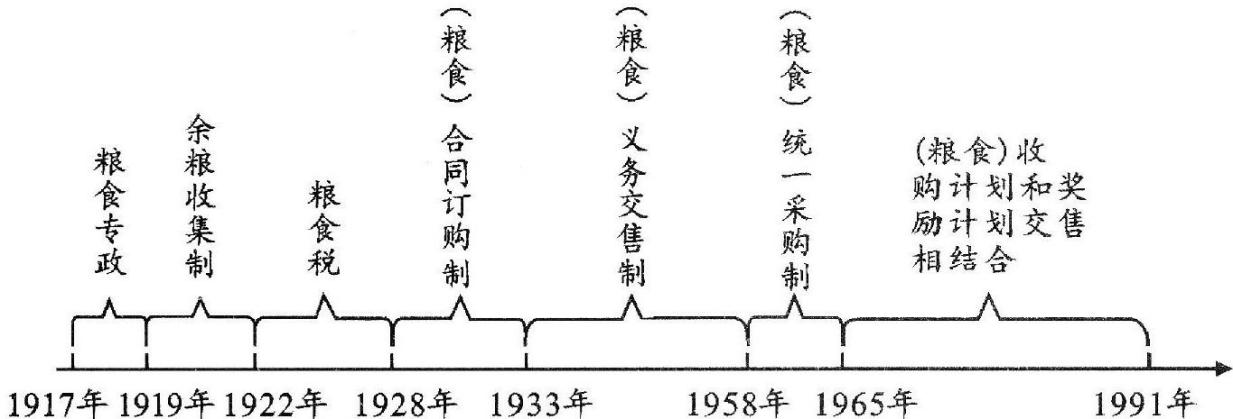 粮食专政
余粮收集制
粮食税
(粮食)合同订购制
(粮食)义务交售制
(粮食)统一采购制
(粮食)收
购计划和奖
励计划交售
相结合
1917年 1919年 1922年 1928年 1933年 1958年 1965年 1991年